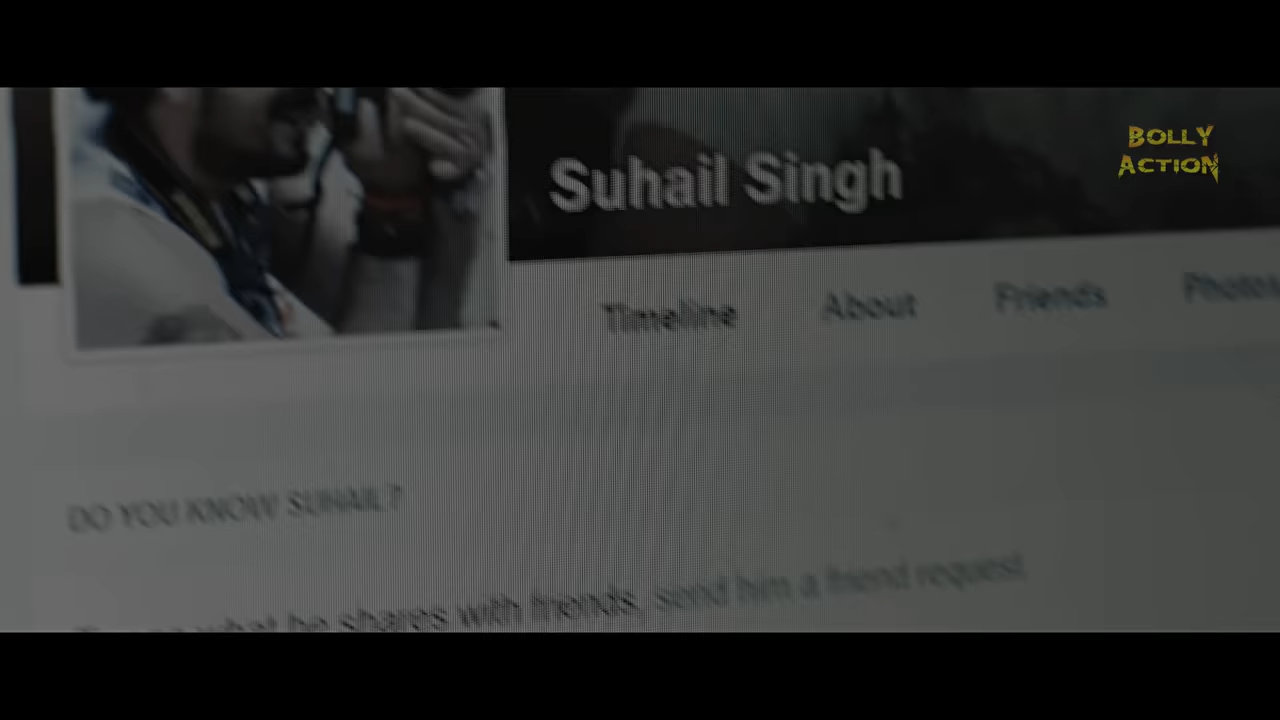 BOLLY
ACTION
Suhail Singh
Timeline About Friends Photos
DO YOU KNOW SUHAIL?
what he shares with friends, send him a friend request.